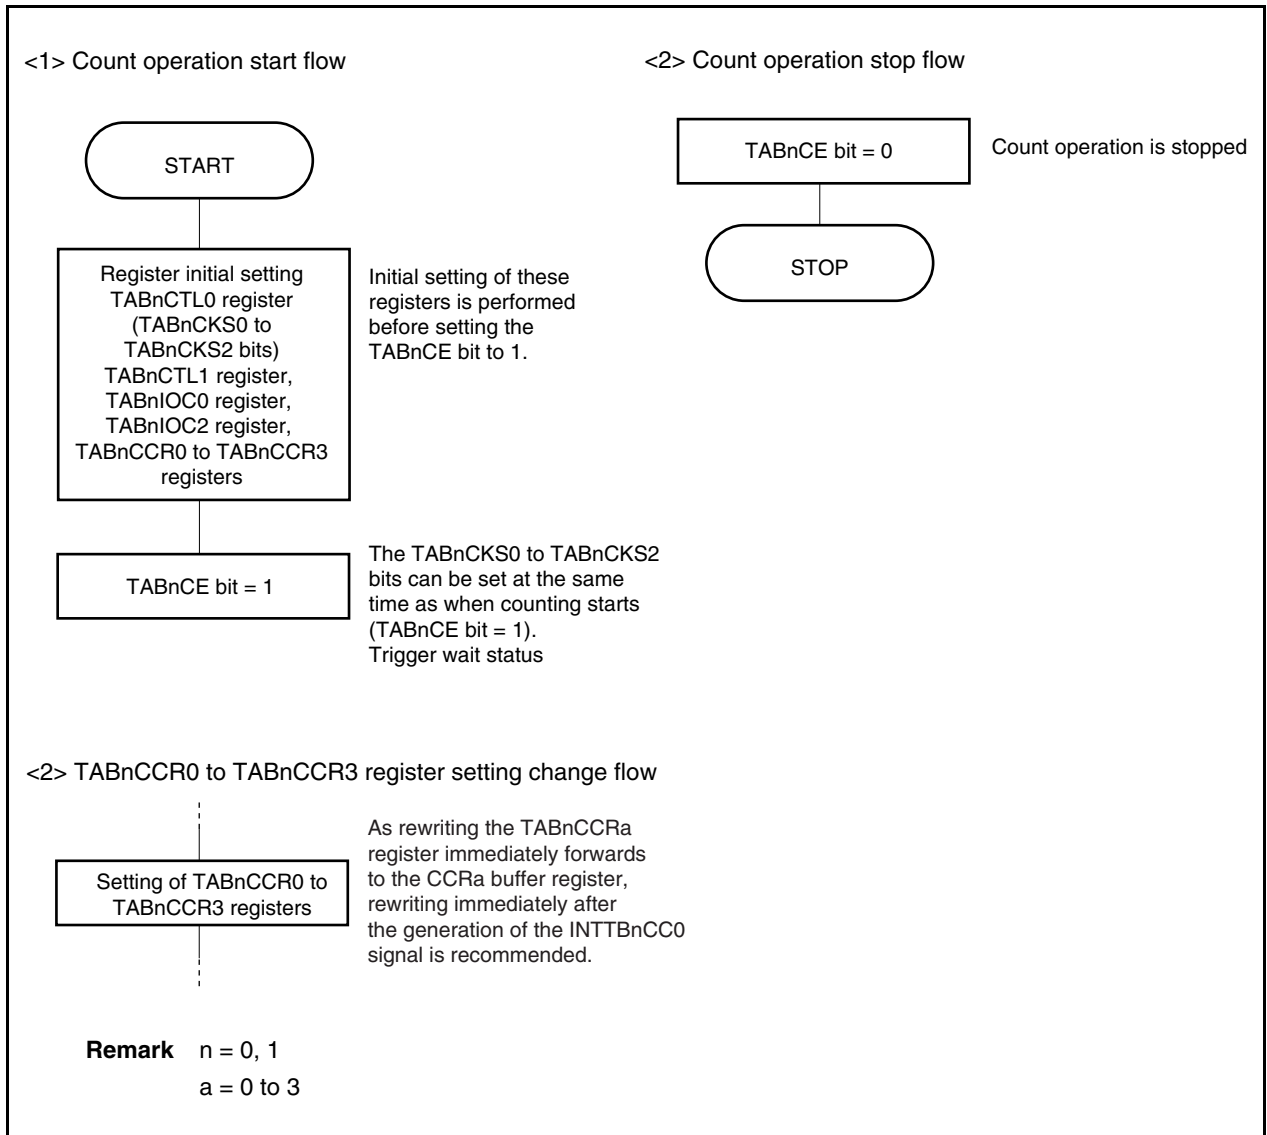 <1> Count operation start flow
START
Register initial setting
TABnCTL0 register
(TABnCKS0 to
TABnCKS2 bits)
TABnCTL1 register,
TABnIOC0 register,
TABnIOC2 register,
TABnCCR0 to TABnCCR3
registers
Initial setting of these
registers is performed
before setting the
TABnCE bit to 1.
TABnCE bit = 1
The TABnCKS0 to TABnCKS2
bits can be set at the same
time as when counting starts
(TABnCE bit = 1).
Trigger wait status
<2> Count operation stop flow
TABnCE bit = 0
Count operation is stopped
STOP
<2> TABnCCR0 to TABnCCR3 register setting change flow
Setting of TABnCCR0 to
TABnCCR3 registers
As rewriting the TABnCCRa
register immediately forwards
to the CCRa buffer register,
rewriting immediately after
the generation of the INTTBnCC0
signal is recommended.
Remark n = 0, 1
a = 0 to 3